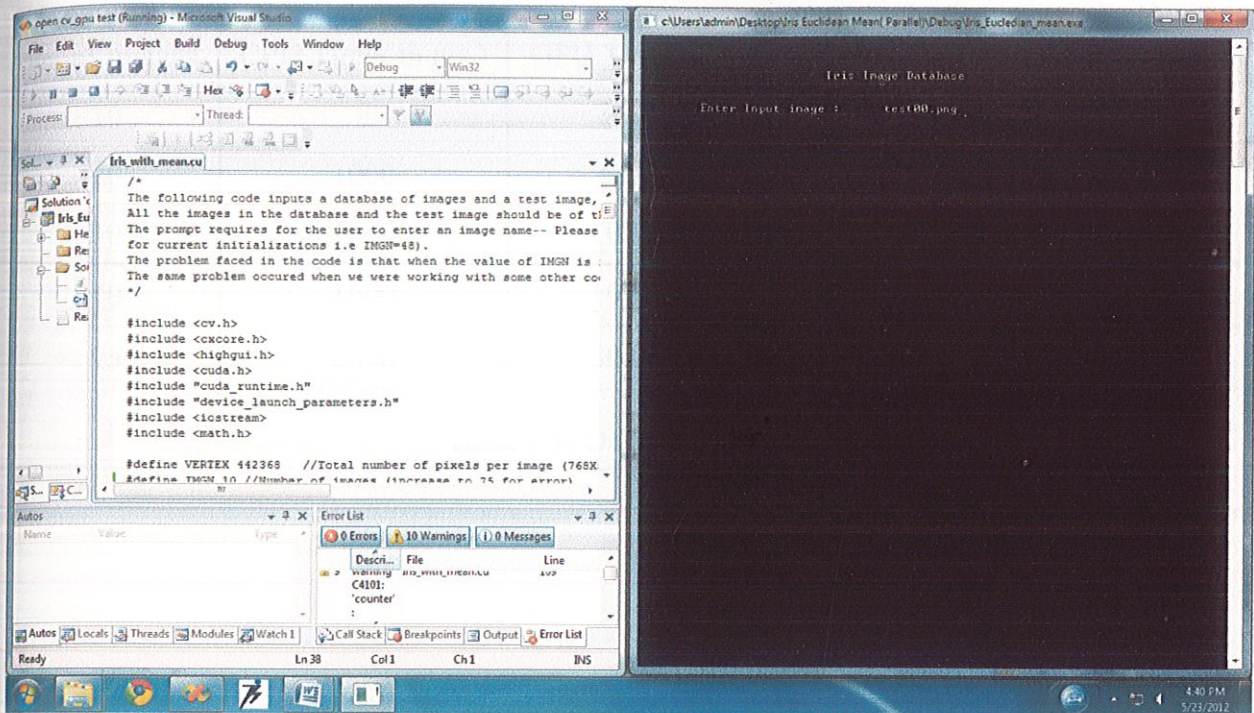 open cv_gpu test (Running) - Microsoft Visual Studio
File Edit View Project Build Debug Tools Window Help
Debug Win32
Hex
Process: Thread:
Sol...
Iris_with_mean.cu
Solution 'c
Iris_Eu
He
Re
Sou
Rea
/*
The following code inputs a database of images and a test image,
All the images in the database and the test image should be of t
The prompt requires for the user to enter an image name-- Please
for current initializations i.e IMGN=48).
The problem faced in the code is that when the value of IMGN is
The same problem occured when we were working with some other co
*/
#include <cv.h>
#include <cxcore.h>
#include <highgui.h>
#include <cuda.h>
#include "cuda_runtime.h"
#include "device_launch_parameters.h"
#include <iostream>
#include <math.h>
#define VERTEX 442368 //Total number of pixels per image (768X
#define IMGN 10 //Number of images (increase to 75 for error)
S... C...
Autos
Name Value Type
Error List
0 Errors 10 Warnings 0 Messages
Descri... File Line
warning Iris_with_mean.cu
C4101:
'counter'
:
Autos Locals Threads Modules Watch 1
Call Stack Breakpoints Output Error List
Ready Ln 38 Col 1 Ch 1 INS
c:\Users\admin\Desktop\Iris Euclidean Mean( Parallel)\Debug\Iris_Eucledian_mean.exe
Iris Image Database
Enter Input image : test00.png
4:40 PM
5/23/2012